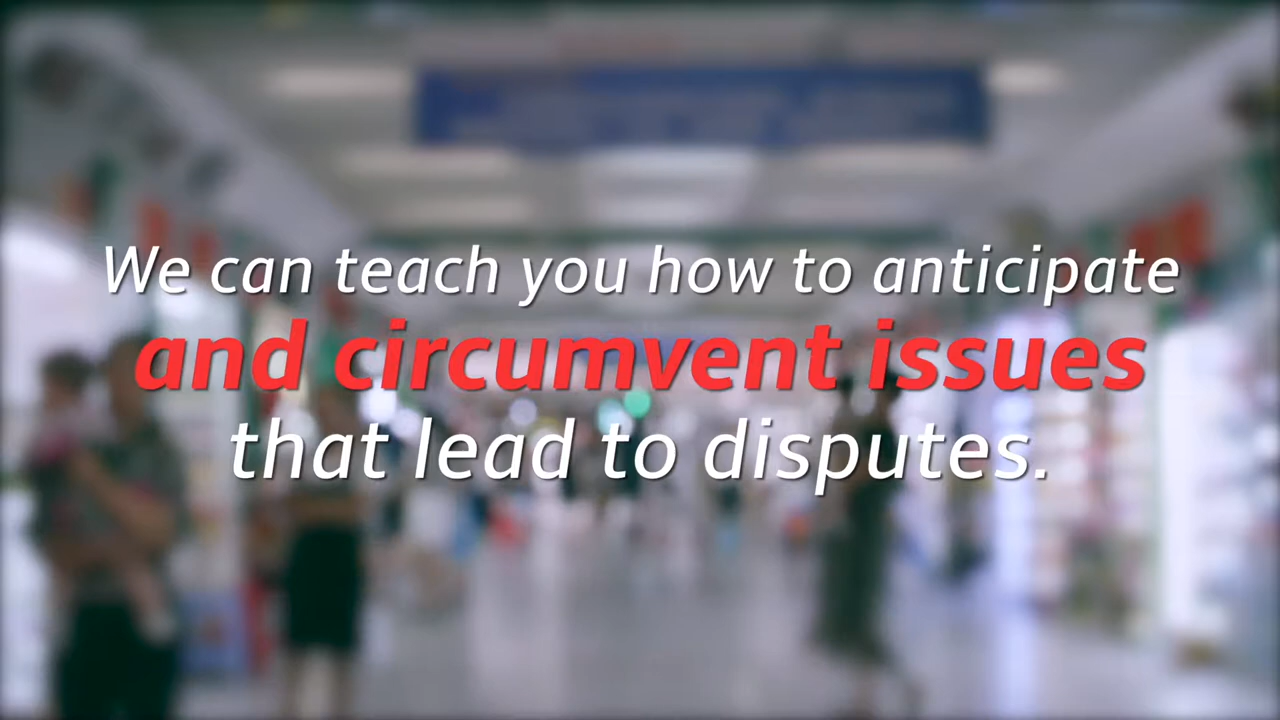 We can teach you how to anticipate
and circumvent issues
that lead to disputes.